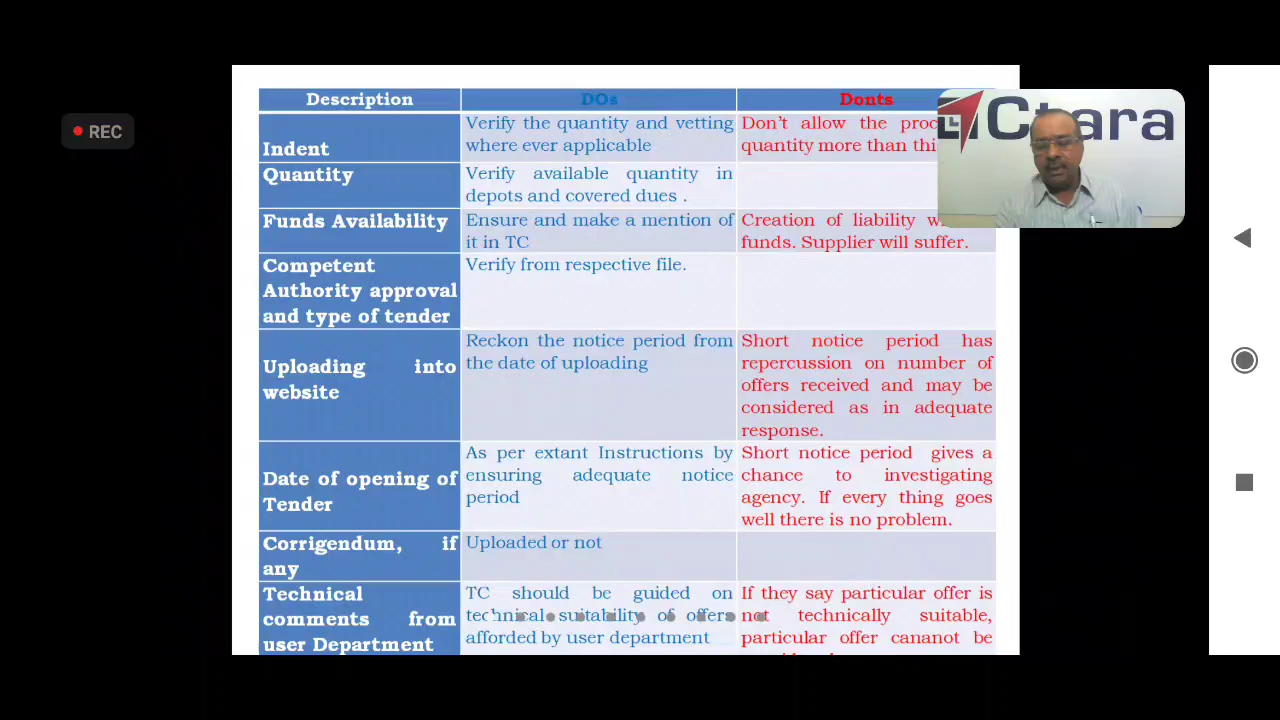 REC
Description DOs Donts
Indent
Verify the quantity and vetting
where ever applicable
Don't allow the
quantity more than
Quantity
Verify available quantity in
depots and covered dues .
Funds Availability
Ensure and make a mention of
it in TC
Creation of liability
funds. Supplier will suffer.
Competent
Authority approval
and type of tender
Verify from respective file.
Uploading into
website
Reckon the notice period from
the date of uploading
Short notice period has
repercussion on number of
offers received and may be
considered as in adequate
response.
Date of opening of
Tender
As per extant Instructions by
ensuring adequate notice
period
Short notice period gives a
chance to investigating
agency. If every thing goes
well there is no problem.
Corrigendum, if
any
Uploaded or not
Technical
comments from
user Department
TC should be guided on
technical suitability of offers
afforded by user department
If they say particular offer is
not technically suitable,
particular offer cananot be
Ctara